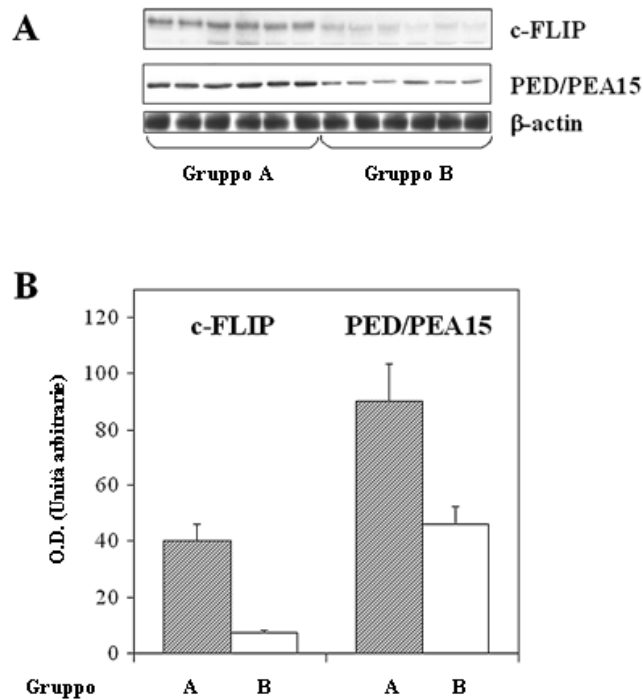 A
c-FLIP
PED/PEA15
β-actin
Gruppo A Gruppo B
B
c-FLIP PED/PEA15
O.D. (Unità arbitrarie)
120
100
80
60
40
20
0
Gruppo A B A B